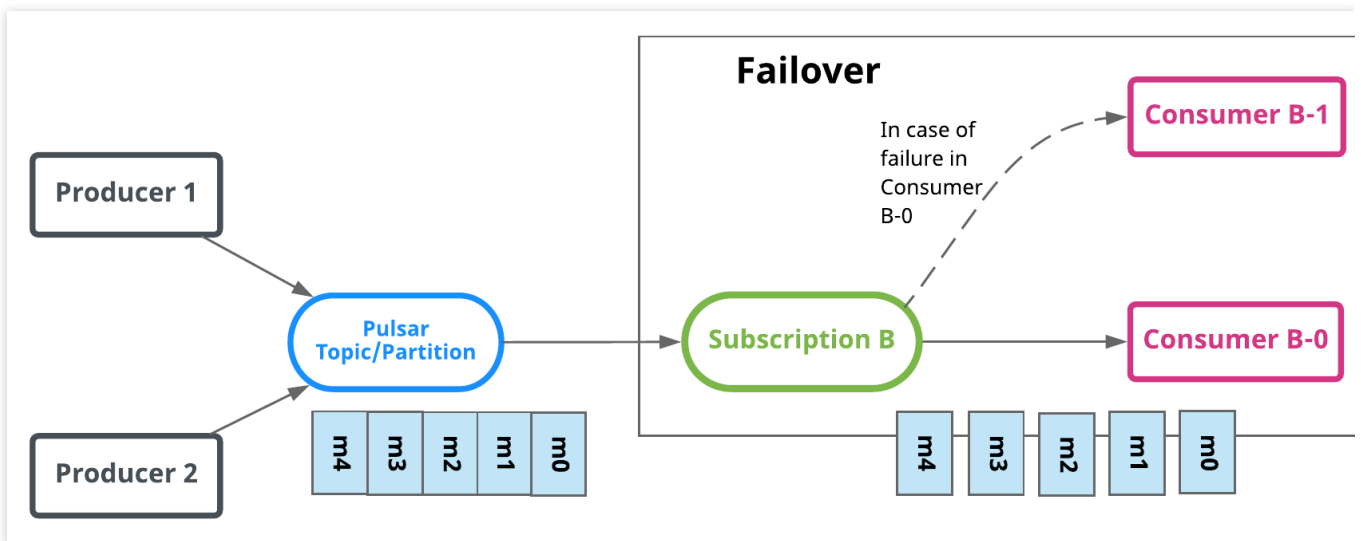 Failover
In case of
failure in
Consumer
B-0
Consumer B-1
Producer 1
Pulsar
Topic/Partition
Subscription B
Consumer B-0
Producer 2
m4
m3
m2
m1
m0
m4
m3
m2
m1
m0